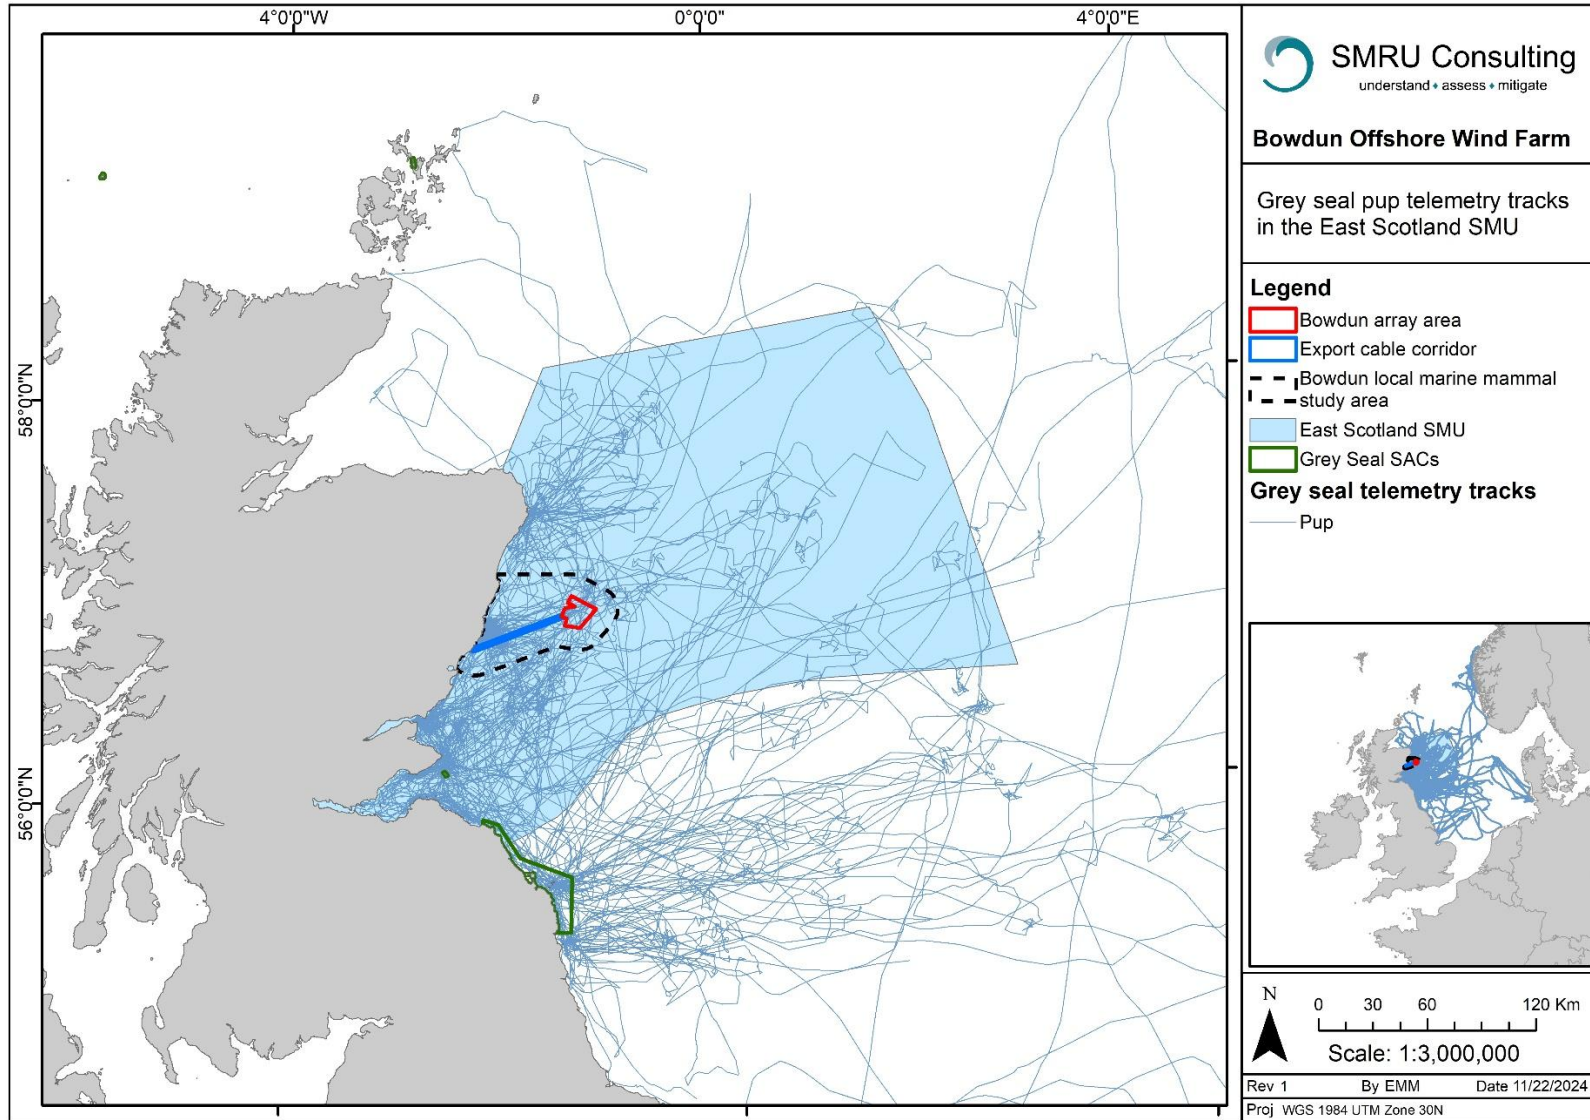 4°0'0"W
0°0'0"
4°0'0"E
58°0'0"N
56°0'0"N
SMRU Consulting
understand ♦ assess ♦ mitigate
Bowdun Offshore Wind Farm
Grey seal pup telemetry tracks
in the East Scotland SMU
Legend
Bowdun array area
Export cable corridor
Bowdun local marine mammal
study area
East Scotland SMU
Grey Seal SACs
Grey seal telemetry tracks
Pup
N
0 30 60 120 Km
Scale: 1:3,000,000
Rev 1 By EMM Date 11/22/2024
Proj WGS 1984 UTM Zone 30N